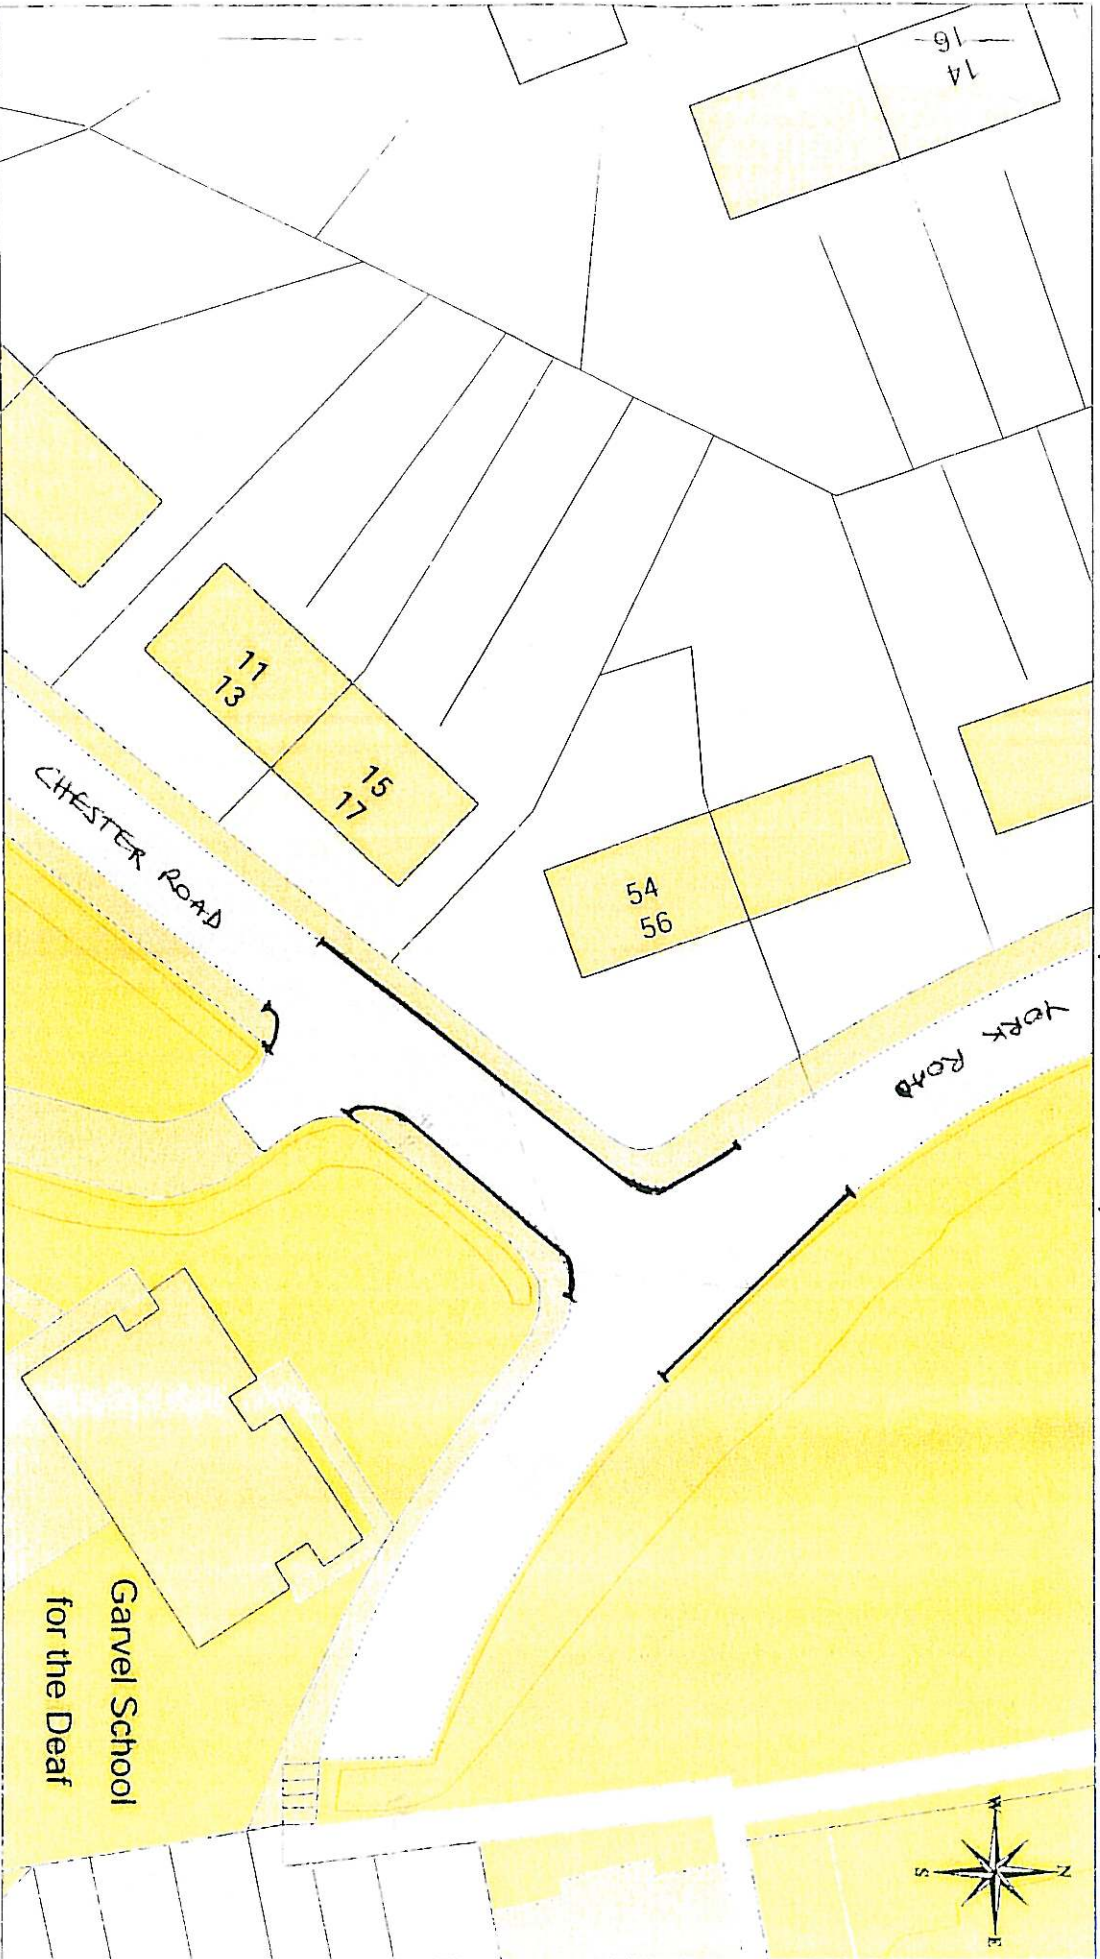 16
14
11
13
15
17
54
56
CHESTER ROAD
YORK ROAD
Garvel School
for the Deaf
W
N
S
E